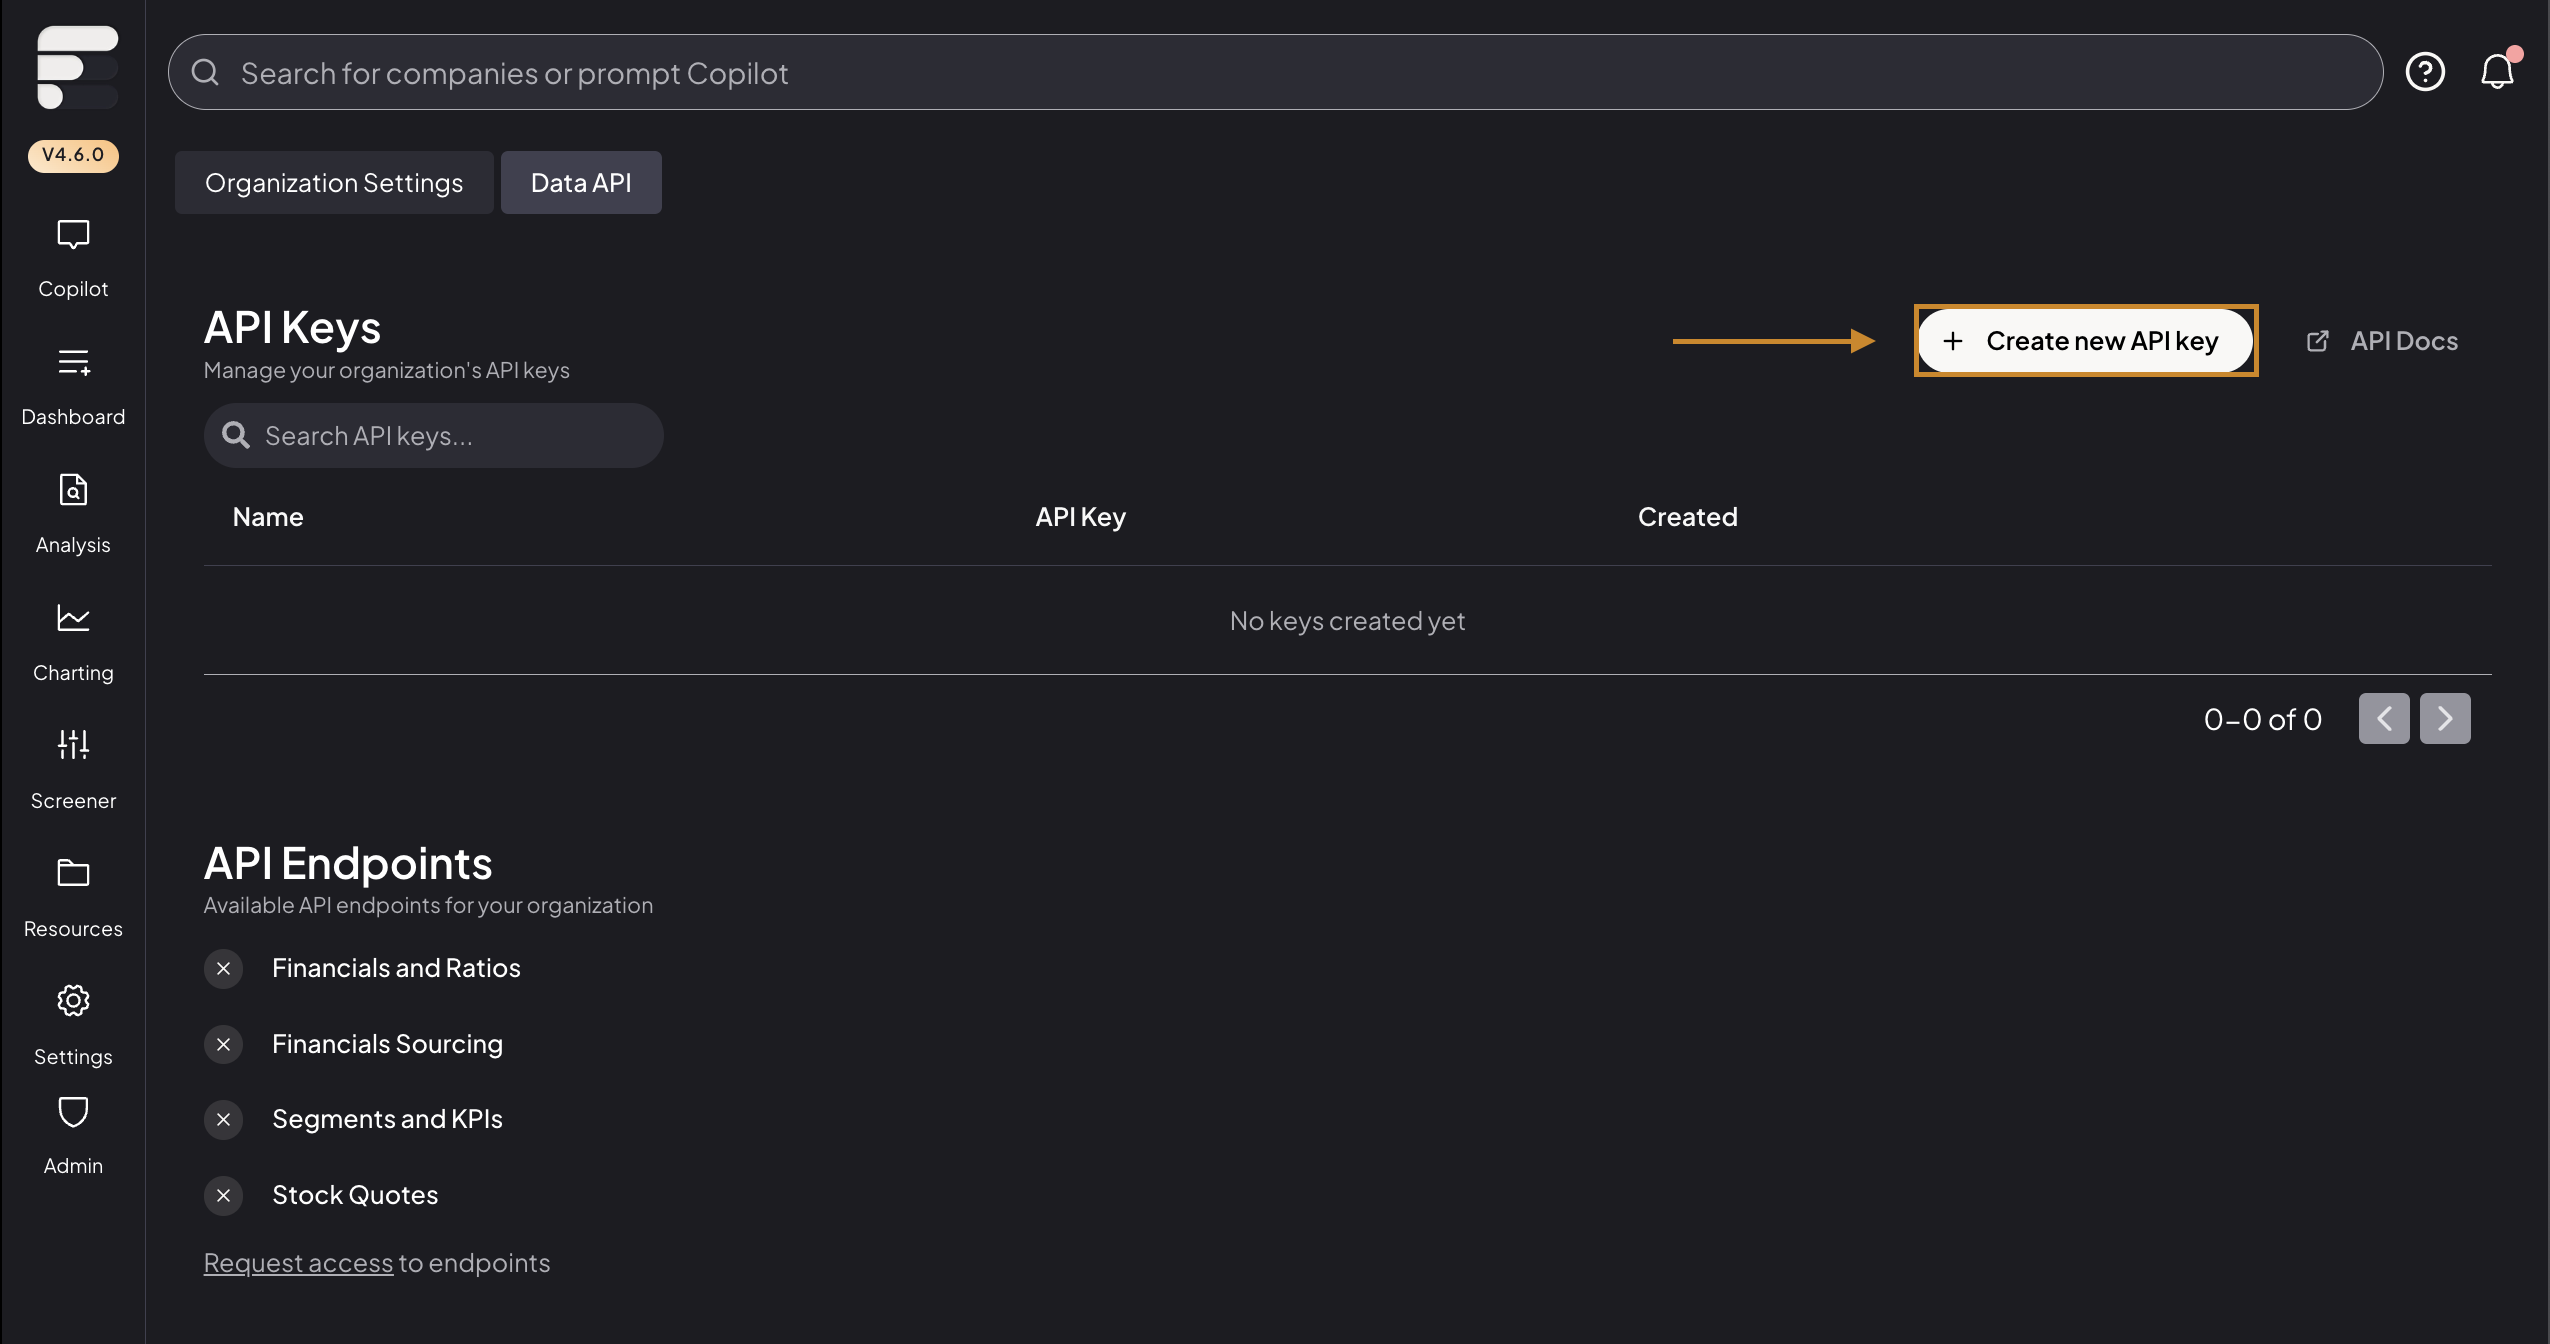 Search for companies or prompt Copilot
V4.6.0
Organization Settings
Data API
Copilot
Dashboard
Analysis
Charting
Screener
Resources
Settings
Admin
API Keys
Manage your organization's API keys
+ Create new API key
API Docs
Search API keys...
Name API Key Created
No keys created yet
0–0 of 0
API Endpoints
Available API endpoints for your organization
Financials and Ratios
Financials Sourcing
Segments and KPIs
Stock Quotes
Request access to endpoints